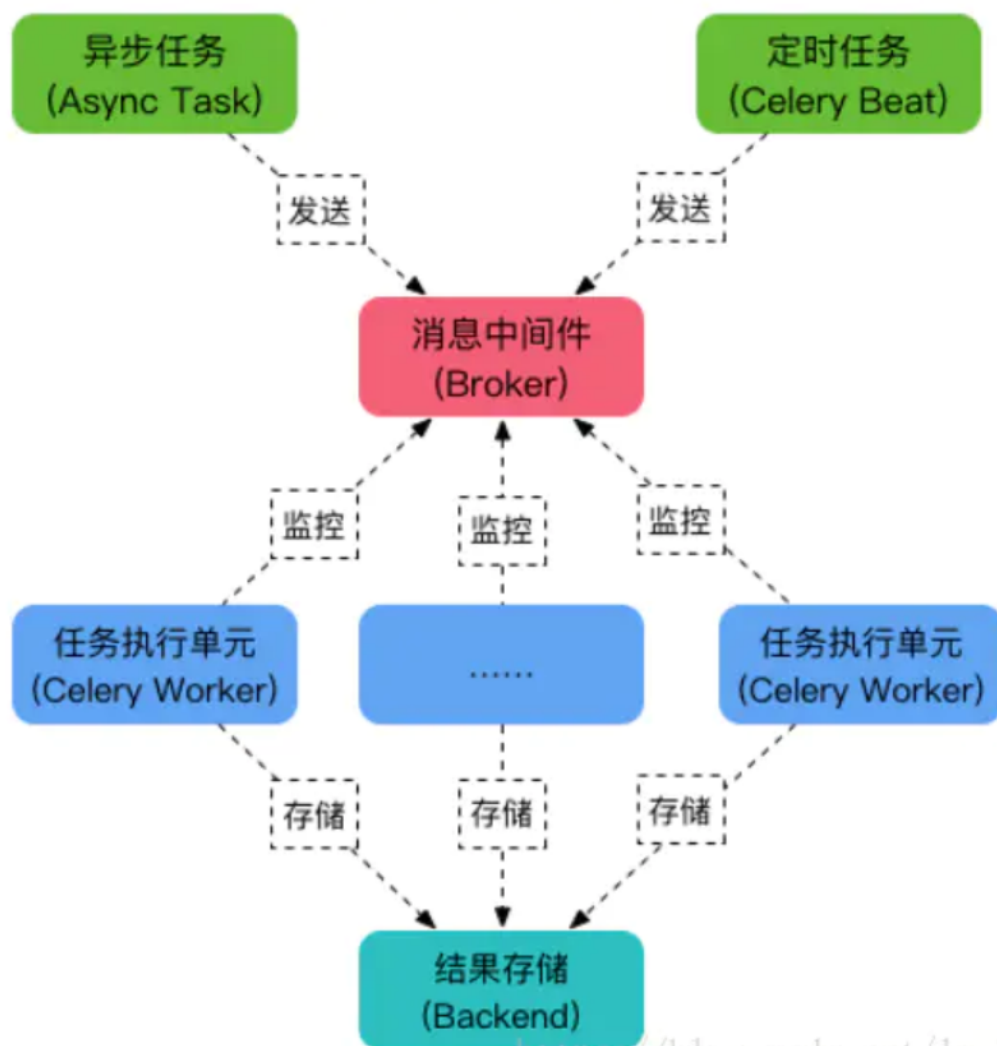 异步任务
(Async Task)
定时任务
(Celery Beat)
发送
发送
消息中间件
(Broker)
监控
监控
监控
任务执行单元
(Celery Worker)
......
任务执行单元
(Celery Worker)
存储
存储
存储
结果存储
(Backend)